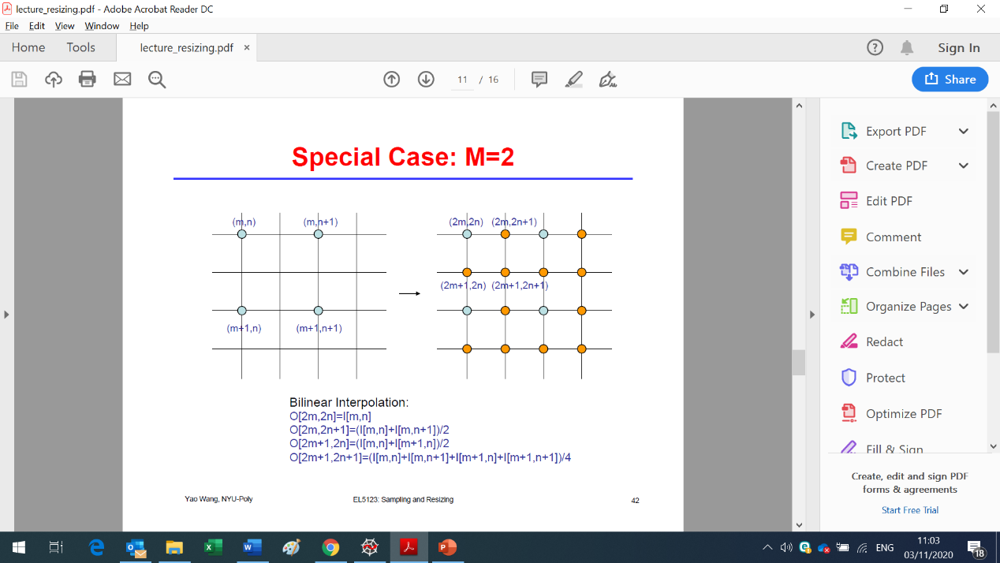 lecture_resizing.pdf - Adobe Acrobat Reader DC
File Edit View Window Help
Home Tools lecture_resizing.pdf × ? Sign In
11 / 16 Share
Special Case: M=2
(m,n) (m,n+1) (2m,2n) (2m,2n+1)
(2m+1,2n) (2m+1,2n+1)
(m+1,n) (m+1,n+1)
Bilinear Interpolation:
O[2m,2n]=I[m,n]
O[2m,2n+1]=(I[m,n]+I[m,n+1])/2
O[2m+1,2n]=(I[m,n]+I[m+1,n])/2
O[2m+1,2n+1]=(I[m,n]+I[m,n+1]+I[m+1,n]+I[m+1,n+1])/4
Yao Wang, NYU-Poly EL5123: Sampling and Resizing 42
Export PDF
Create PDF
Edit PDF
Comment
Combine Files
Organize Pages
Redact
Protect
Optimize PDF
Fill & Sign
Create, edit and sign PDF
forms & agreements
Start Free Trial
ENG 11:03 18
03/11/2020